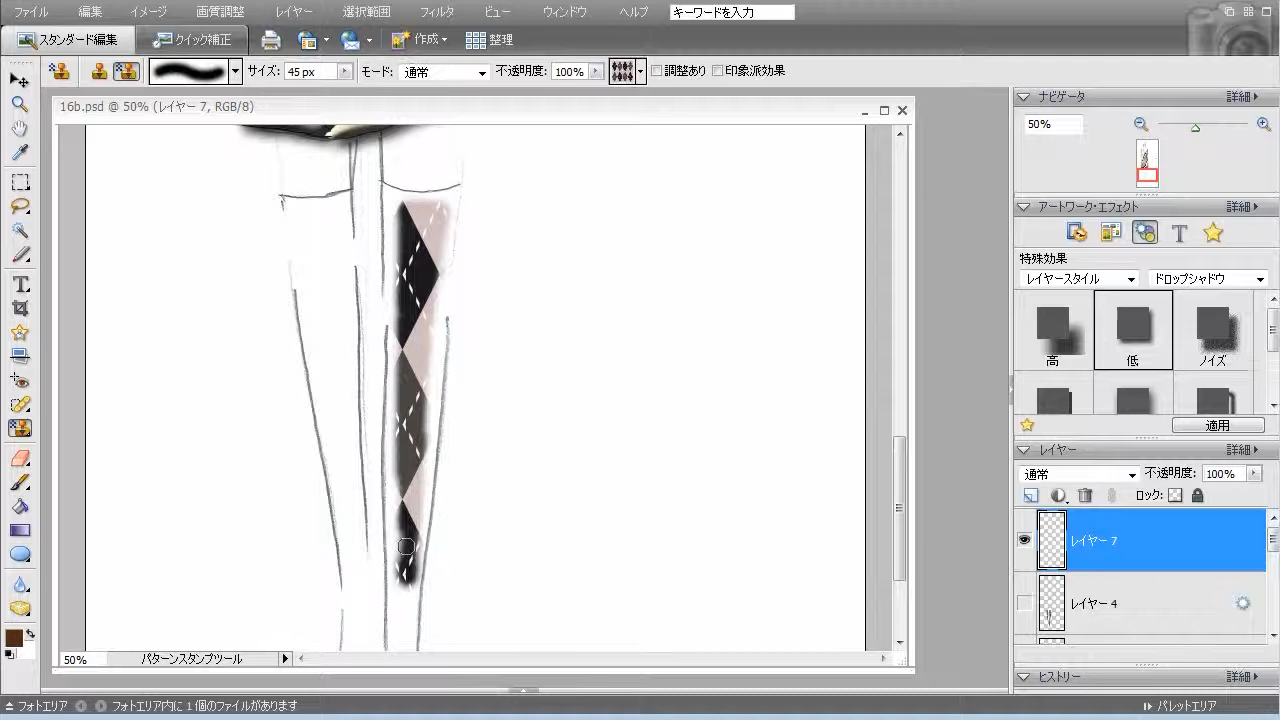 ファイル 編集 イメージ 画質調整 レイヤー 選択範囲 フィルタ ビュー ウィンドウ ヘルプ キーワードを入力
スタンダード編集 クイック補正 作成 整理
サイズ: 45 px モード: 通常 不透明度: 100% 調整あり 印象派効果
16b.psd @ 50% (レイヤー 7, RGB/8)
ナビゲータ 詳細
50%
アートワーク・エフェクト 詳細
特殊効果
レイヤースタイル ドロップシャドウ
高 低 ノイズ
適用
レイヤー 詳細
通常 不透明度: 100%
ロック:
レイヤー 7
レイヤー 4
50% パターンスタンプツール
ヒストリー 詳細
フォトエリア フォトエリア内に 1 個のファイルがあります パレットエリア